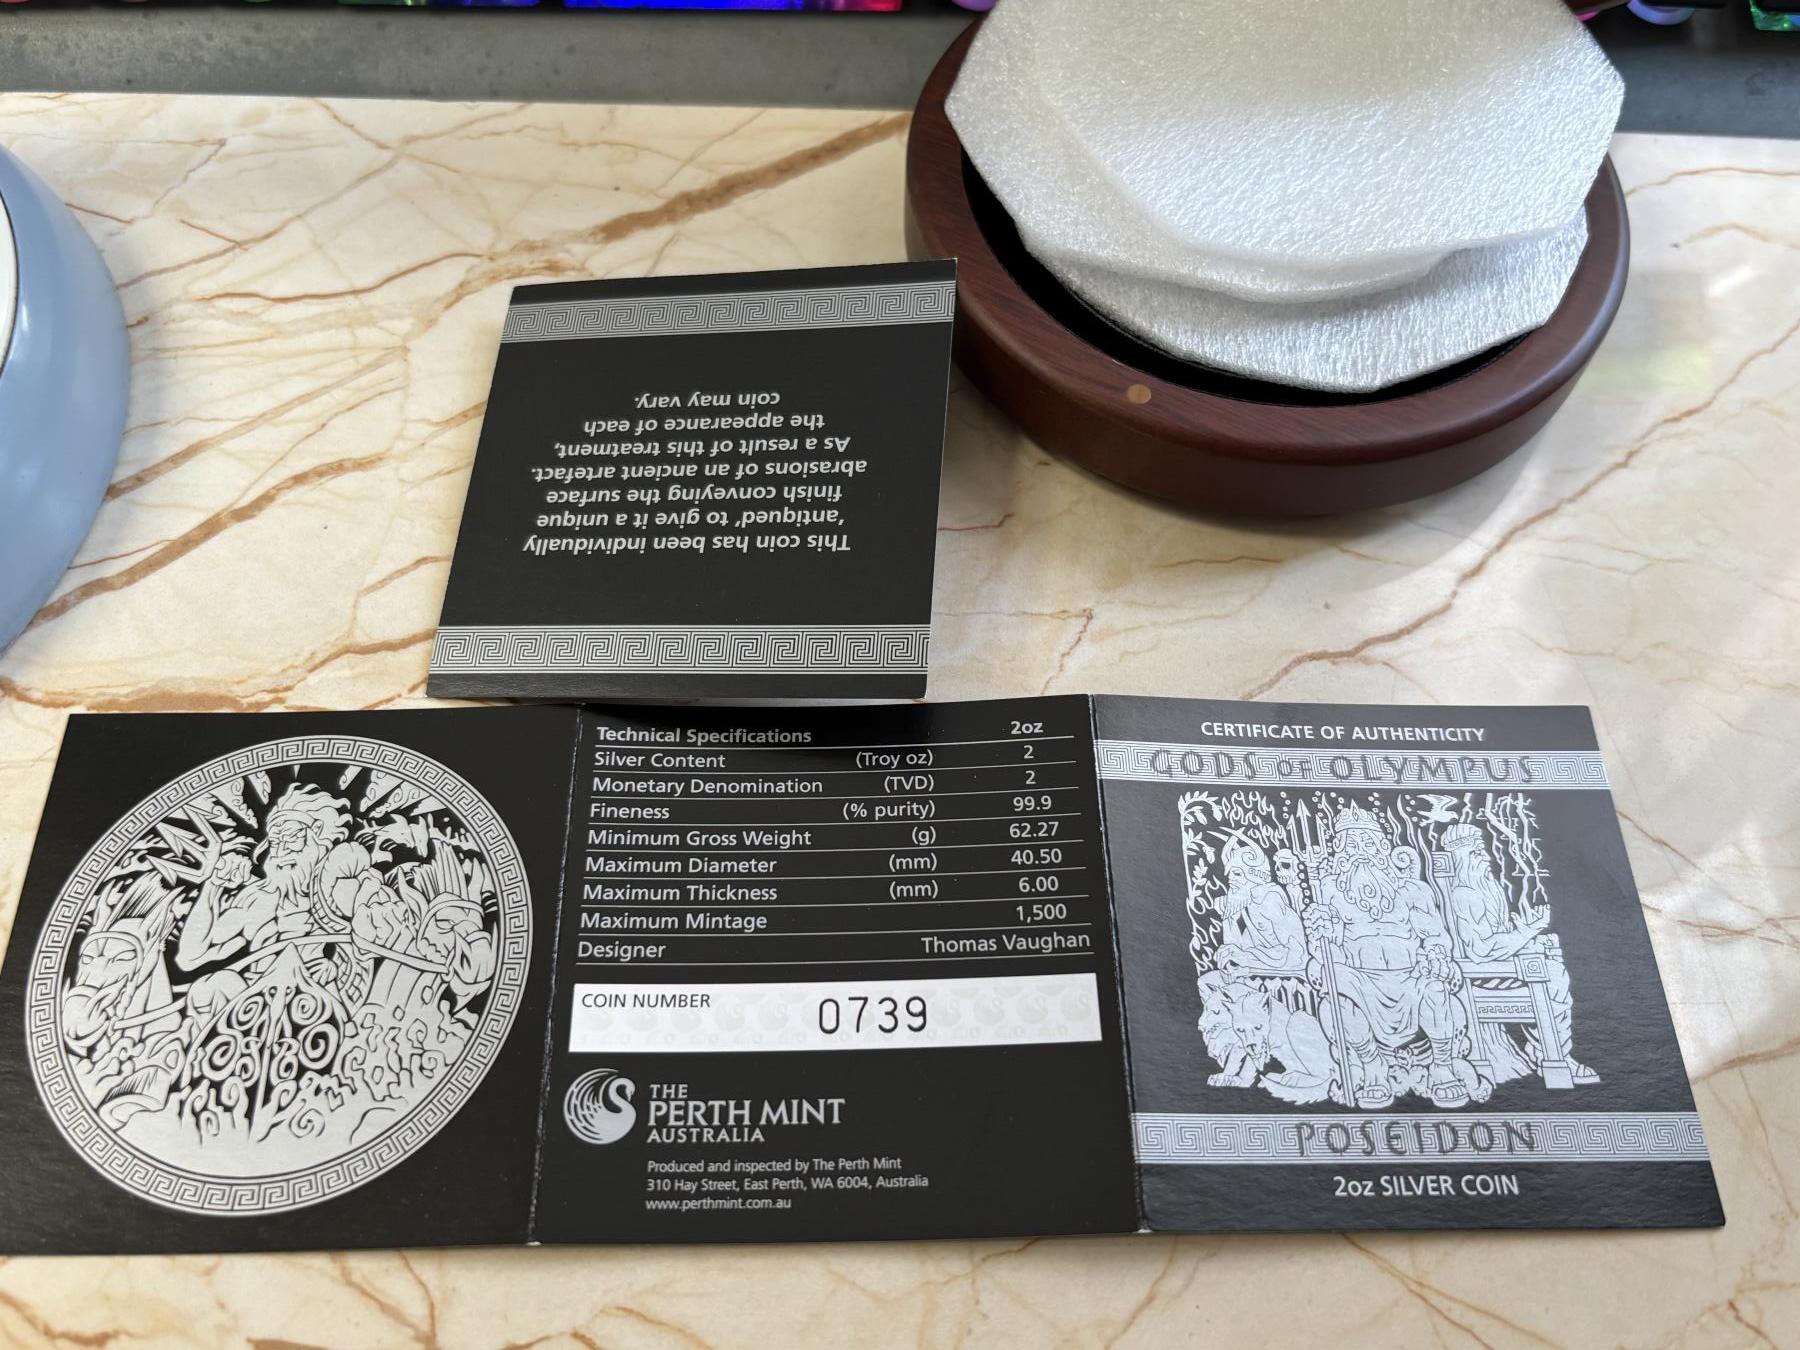 This coin has been individually
‘antiqued’ to give it a unique
finish conveying the surface
abrasions of an ancient artefact.
As a result of this treatment,
the appearance of each
coin may vary.
Technical Specifications 2oz
Silver Content (Troy oz) 2
Monetary Denomination (TVD) 2
Fineness (% purity) 99.9
Minimum Gross Weight (g) 62.27
Maximum Diameter (mm) 40.50
Maximum Thickness (mm) 6.00
Maximum Mintage 1,500
Designer Thomas Vaughan
COIN NUMBER 0739
THE
PERTH MINT
AUSTRALIA
Produced and inspected by The Perth Mint
310 Hay Street, East Perth, WA 6004, Australia
www.perthmint.com.au
CERTIFICATE OF AUTHENTICITY
GODS OF OLYMPUS
POSEIDON
2oz SILVER COIN